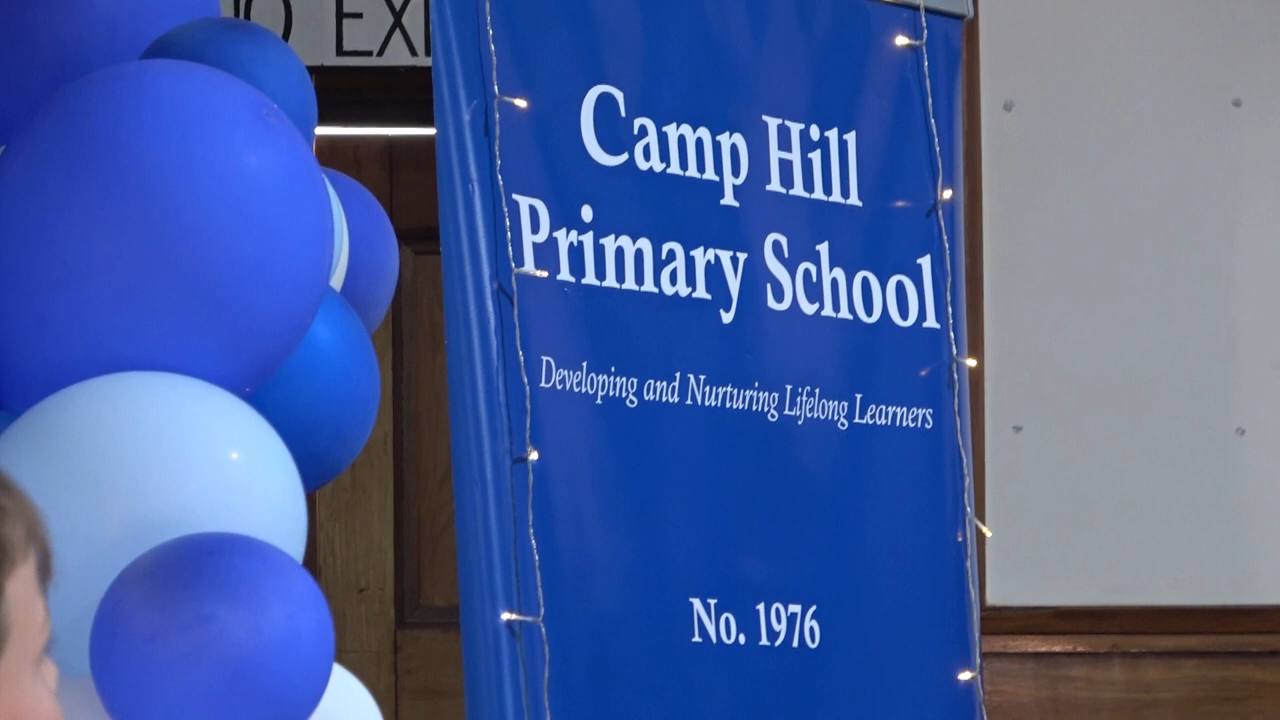 Camp Hill
Primary School
Developing and Nurturing Lifelong Learners
No. 1976